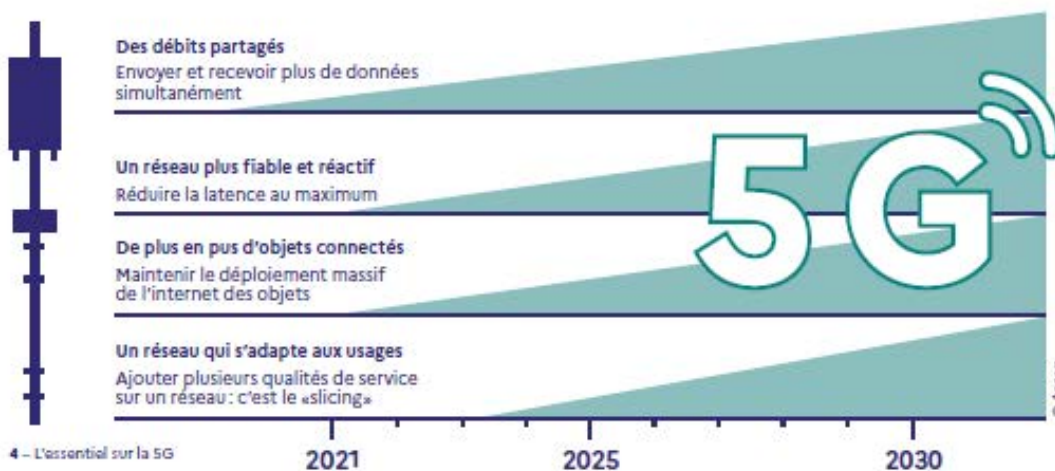 Des débits partagés
Envoyer et recevoir plus de données
simultanément
Un réseau plus fiable et réactif
Réduire la latence au maximum
De plus en pus d'objets connectés
Maintenir le déploiement massif
de l'internet des objets
Un réseau qui s'adapte aux usages
Ajouter plusieurs qualités de service
sur un réseau : c'est le «slicing»
5G
4 – L'essentiel sur la 5G
2021
2025
2030